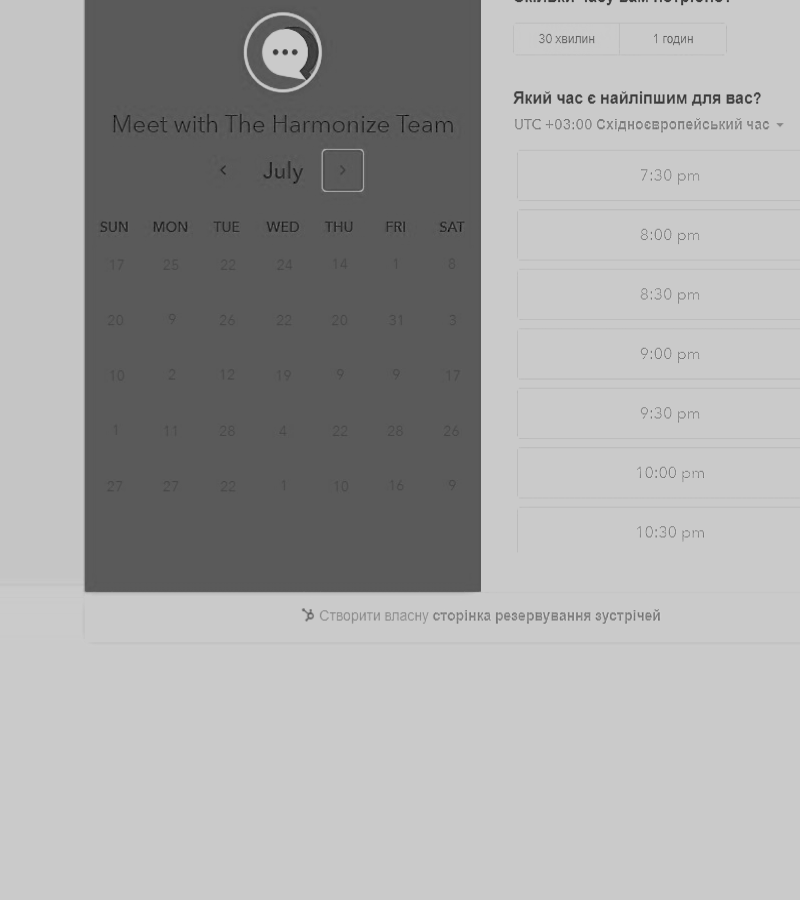 30 хвилин 1 годин
Який час є найліпшим для вас?
UTC +03:00 Східноєвропейський час
Meet with The Harmonize Team
July
SUN MON TUE WED THU FRI SAT
17 25 22 24 14 1 8
20 9 26 22 20 31 3
10 2 12 19 9 9 17
1 11 28 4 22 28 26
27 27 22 1 10 16 9
7:30 pm
8:00 pm
8:30 pm
9:00 pm
9:30 pm
10:00 pm
10:30 pm
Створити власну сторінка резервування зустрічей